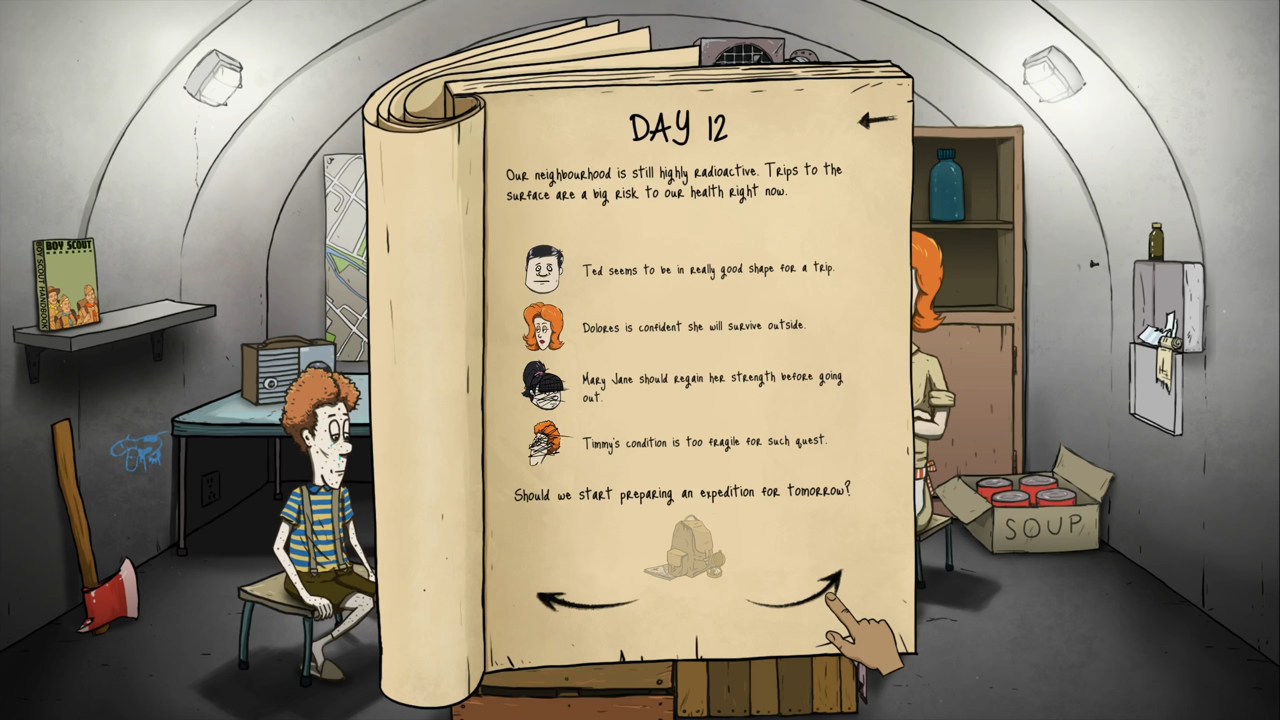 DAY 12
Our neighbourhood is still highly radioactive. Trips to the
surface are a big risk to our health right now.
Ted seems to be in really good shape for a trip.
Dolores is confident she will survive outside.
Mary Jane should regain her strength before going
out.
Timmy's condition is too fragile for such quest.
Should we start preparing an expedition for tomorrow?
BOY SCOUT
BOY SCOUT HANDBOOK
SOUP